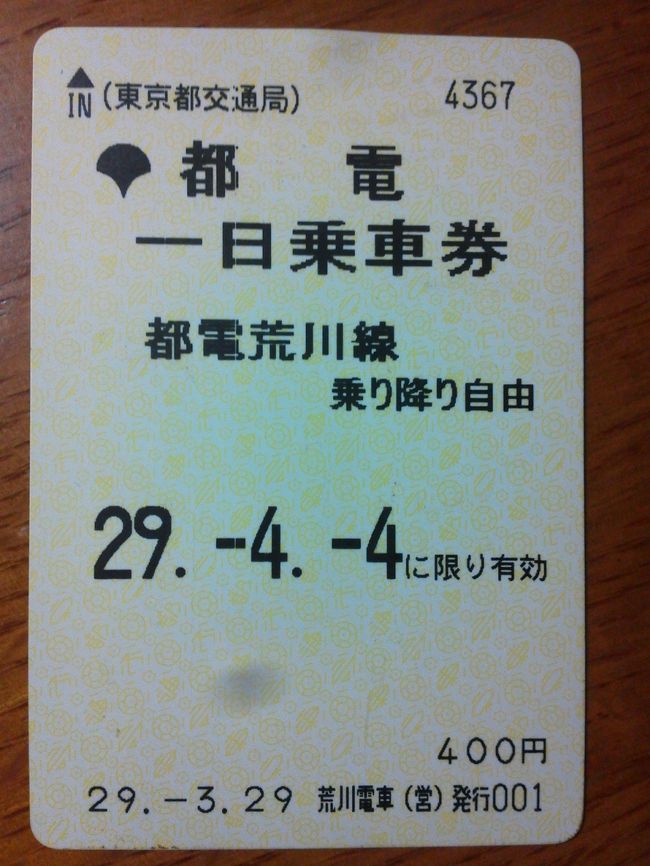 IN (東京都交通局) 4367
都 電
一日乗車券
都電荒川線
乗り降り自由
29. -4. -4に限り有効
400円
29. -3. 29 荒川電車(営)発行001